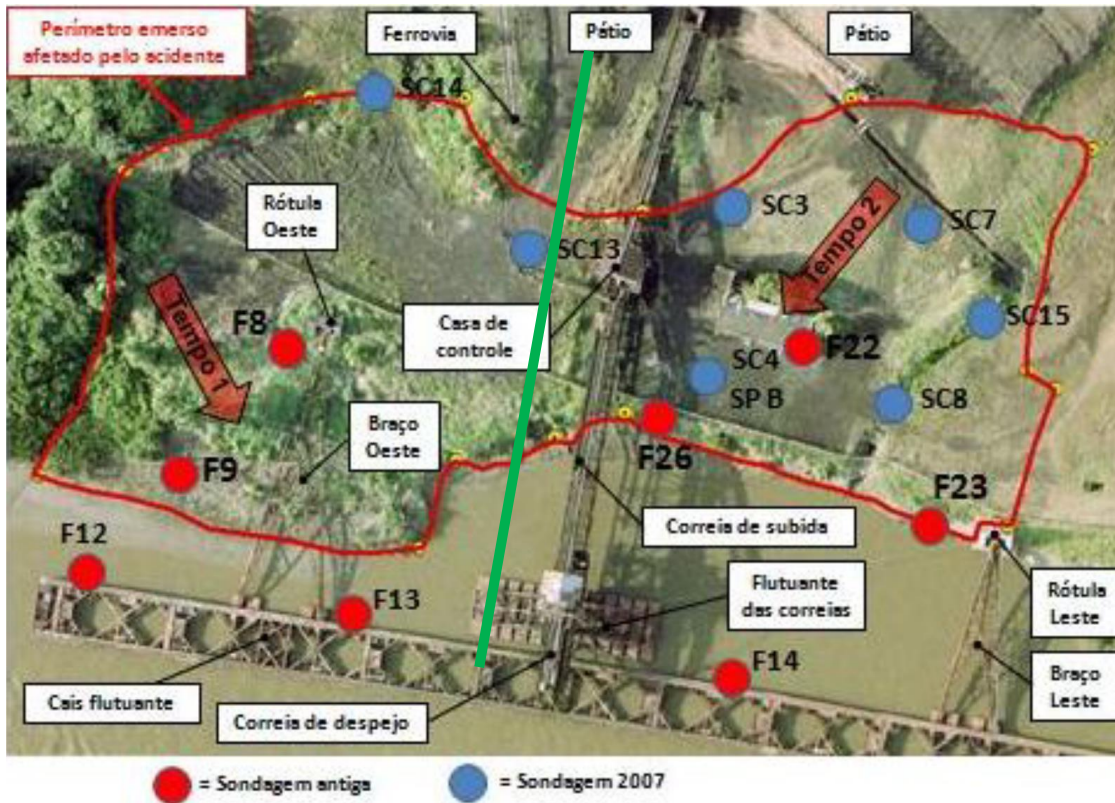 Perímetro emerso
afetado pelo acidente
Ferrovia
Pátio
Pátio
SC14
Rótula
Oeste
SC13
SC3
SC7
Tempo 2
Tempo 1
F8
Casa de
controle
F22
SC15
SC4
SP B
SC8
Braço
Oeste
F9
F26
F23
Correia de subida
F12
F13
Flutuante
das correias
Rótula
Leste
F14
Cais flutuante
Correia de despejo
Braço
Leste
= Sondagem antiga
= Sondagem 2007